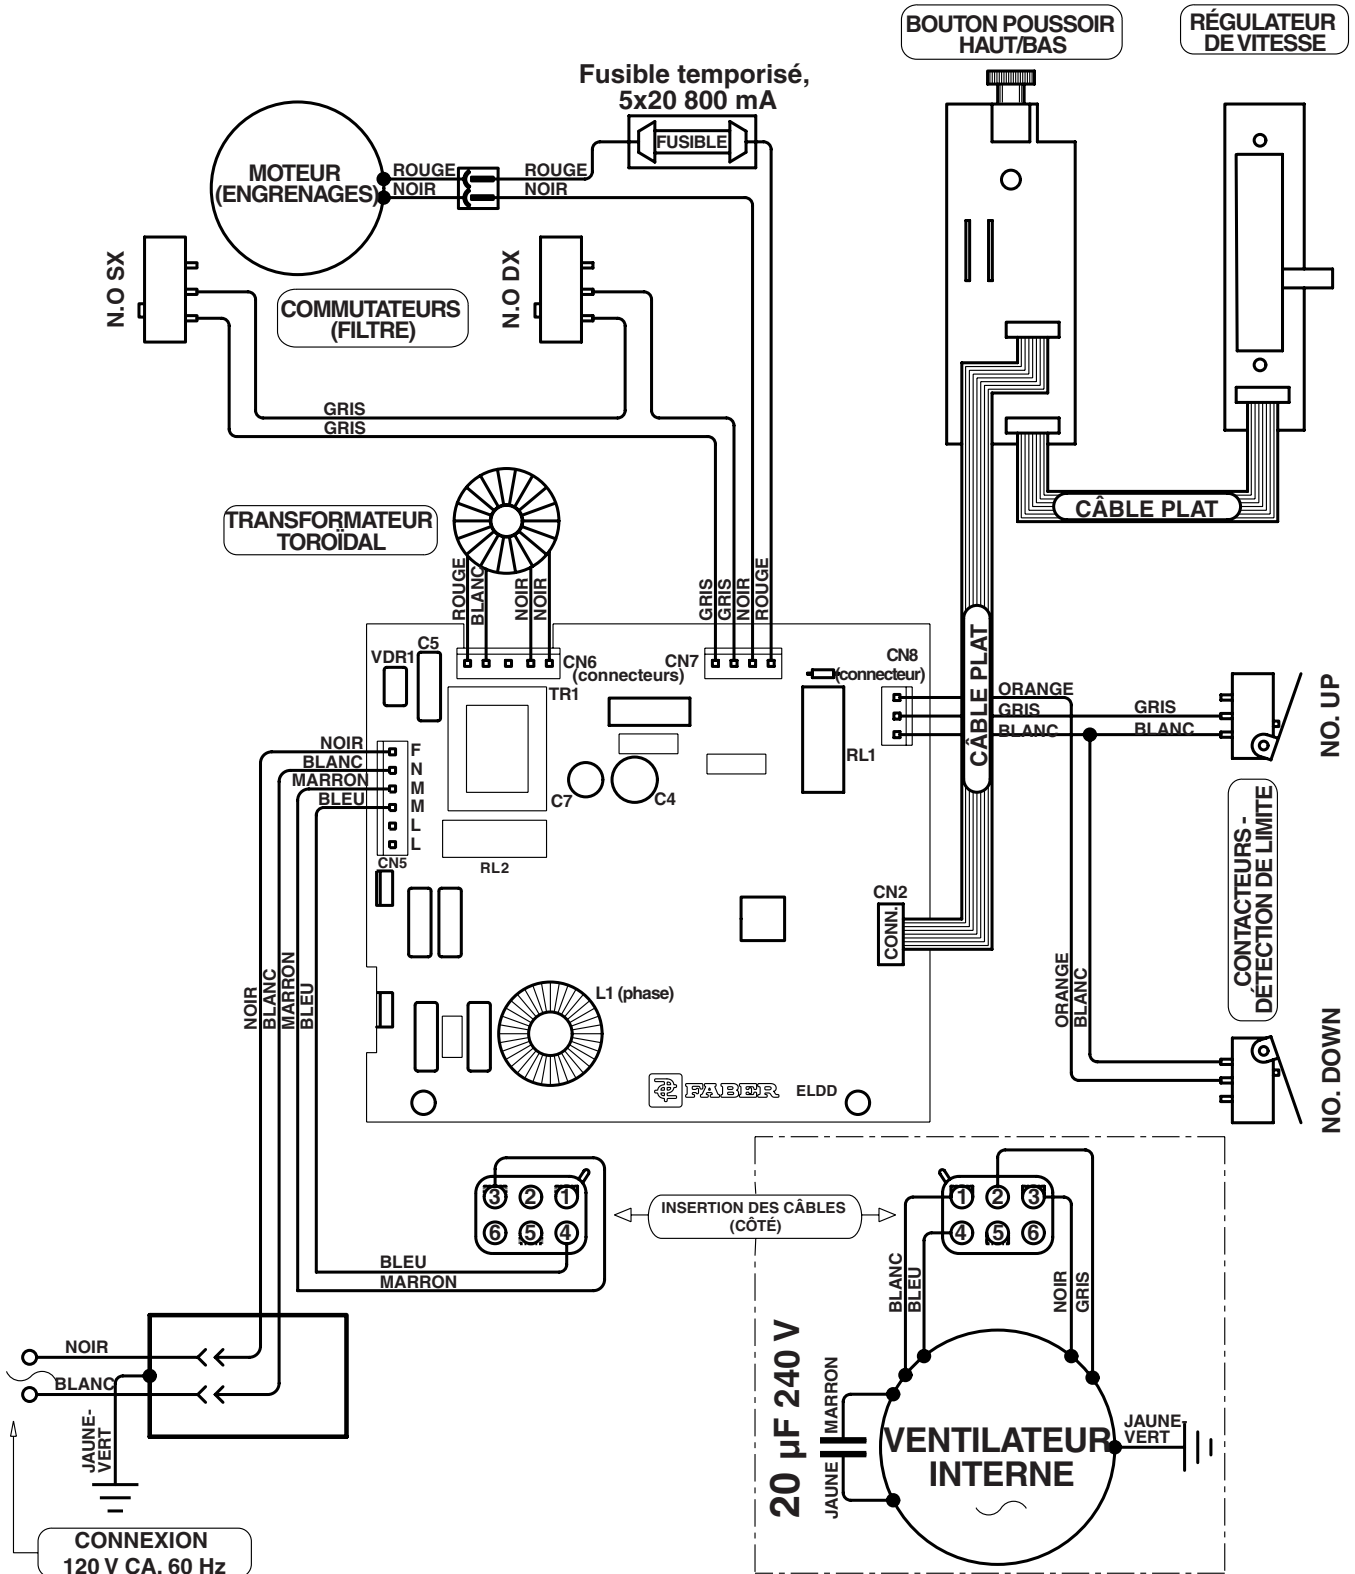 BOUTON POUSSOIR
HAUT/BAS
RÉGULATEUR
DE VITESSE
Fusible temporisé,
5x20 800 mA
FUSIBLE
MOTEUR
(ENGRENAGES)
ROUGE
NOIR
ROUGE
NOIR
N.O SX
COMMUTATEURS
(FILTRE)
N.O DX
GRIS
GRIS
CÂBLE PLAT
TRANSFORMATEUR
TOROÏDAL
ROUGE
BLANC
NOIR
NOIR
GRIS
GRIS
NOIR
ROUGE
VDR1
C5
CN6
(connecteurs)
CN7
CN8
(connecteur)
TR1
CÂBLE PLAT
ORANGE
GRIS
BLANC
GRIS
BLANC
NO. UP
NOIR
BLANC
MARRON
BLEU
F
N
M
M
L
L
CN5
C7
C4
RL1
RL2
CN2
CONN.
CONTACTEURS -
DÉTECTION DE LIMITE
NOIR
BLANC
MARRON
BLEU
L1 (phase)
ORANGE
BLANC
NO. DOWN
FABER
ELDD
3
2
1
6
5
4
INSERTION DES CÂBLES
(CÔTÉ)
1
2
3
4
5
6
BLEU
MARRON
BLANC
BLEU
NOIR
GRIS
NOIR
BLANC
JAUNE-
VERT
20 µF 240 V
MARRON
JAUNE
VENTILATEUR
INTERNE
JAUNE-
VERT
CONNEXION
120 V CA, 60 Hz